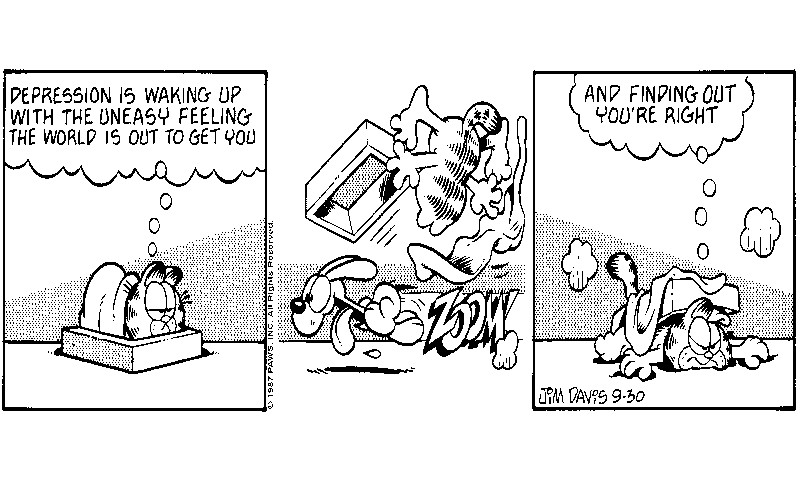 DEPRESSION IS WAKING UP
WITH THE UNEASY FEELING
THE WORLD IS OUT TO GET YOU
© 1987 PAWS, INC. All Rights Reserved.
ZOOM!
AND FINDING OUT
YOU'RE RIGHT
JIM DAVIS 9-30